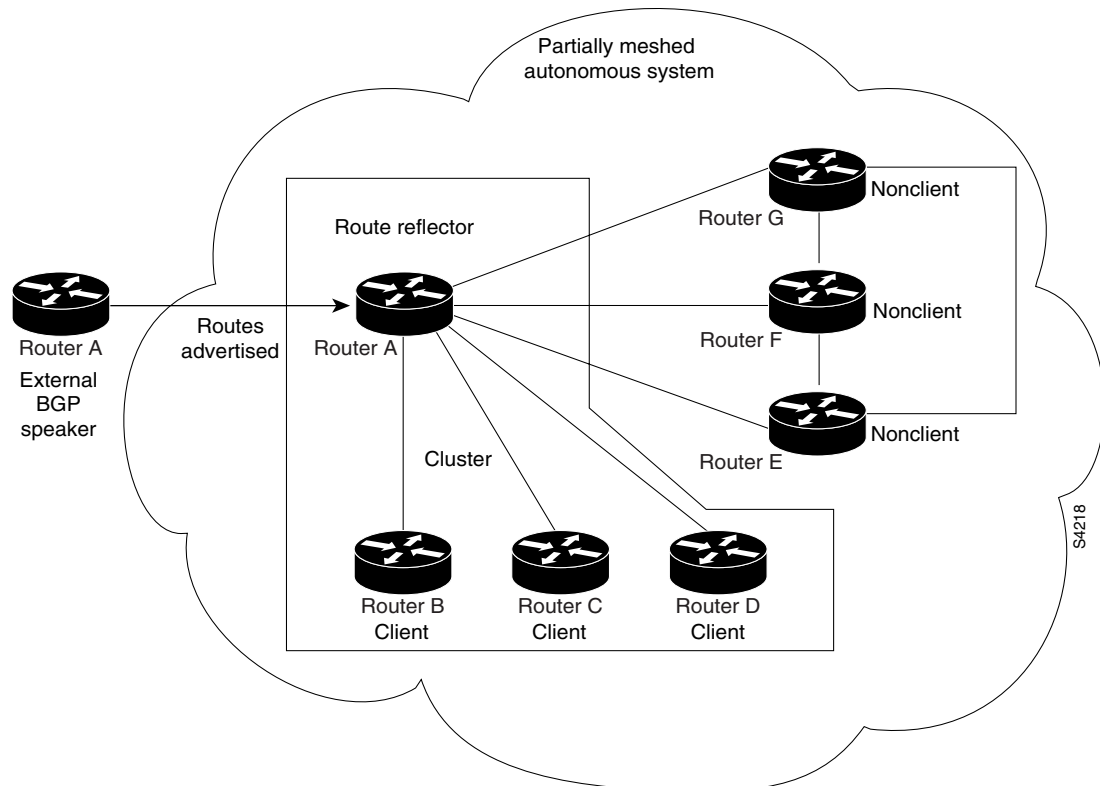 Partially meshed
autonomous system
Nonclient
Router G
Route reflector
Nonclient
Routes
advertised
Router A
Router A
Router F
External
BGP
speaker
Nonclient
Router E
Cluster
S4218
Router B
Client
Router C
Client
Router D
Client